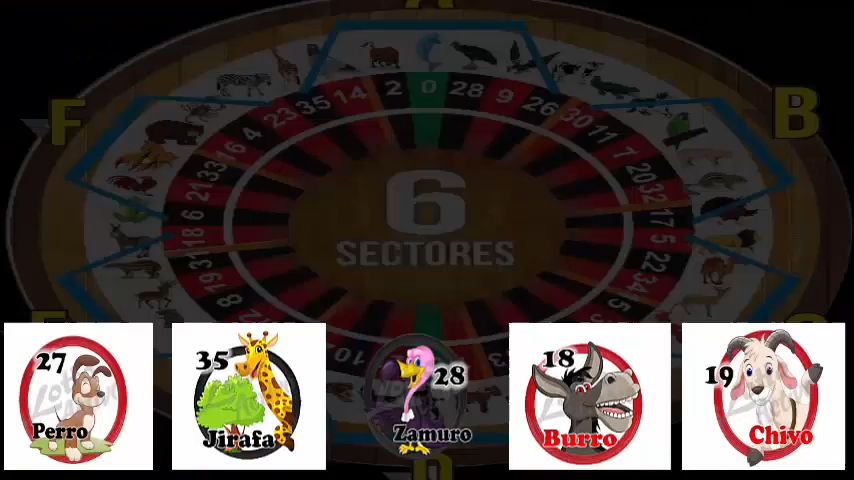 A
F
B
23 35 14 2 0 28 9 26 30 11 7 20 32 17 5 22 34
4 16 33 21 6 18 31 19 8
6
SECTORES
10
D
27
Perro
35
Jirafa
28
Zamuro
18
Burro
19
Chivo